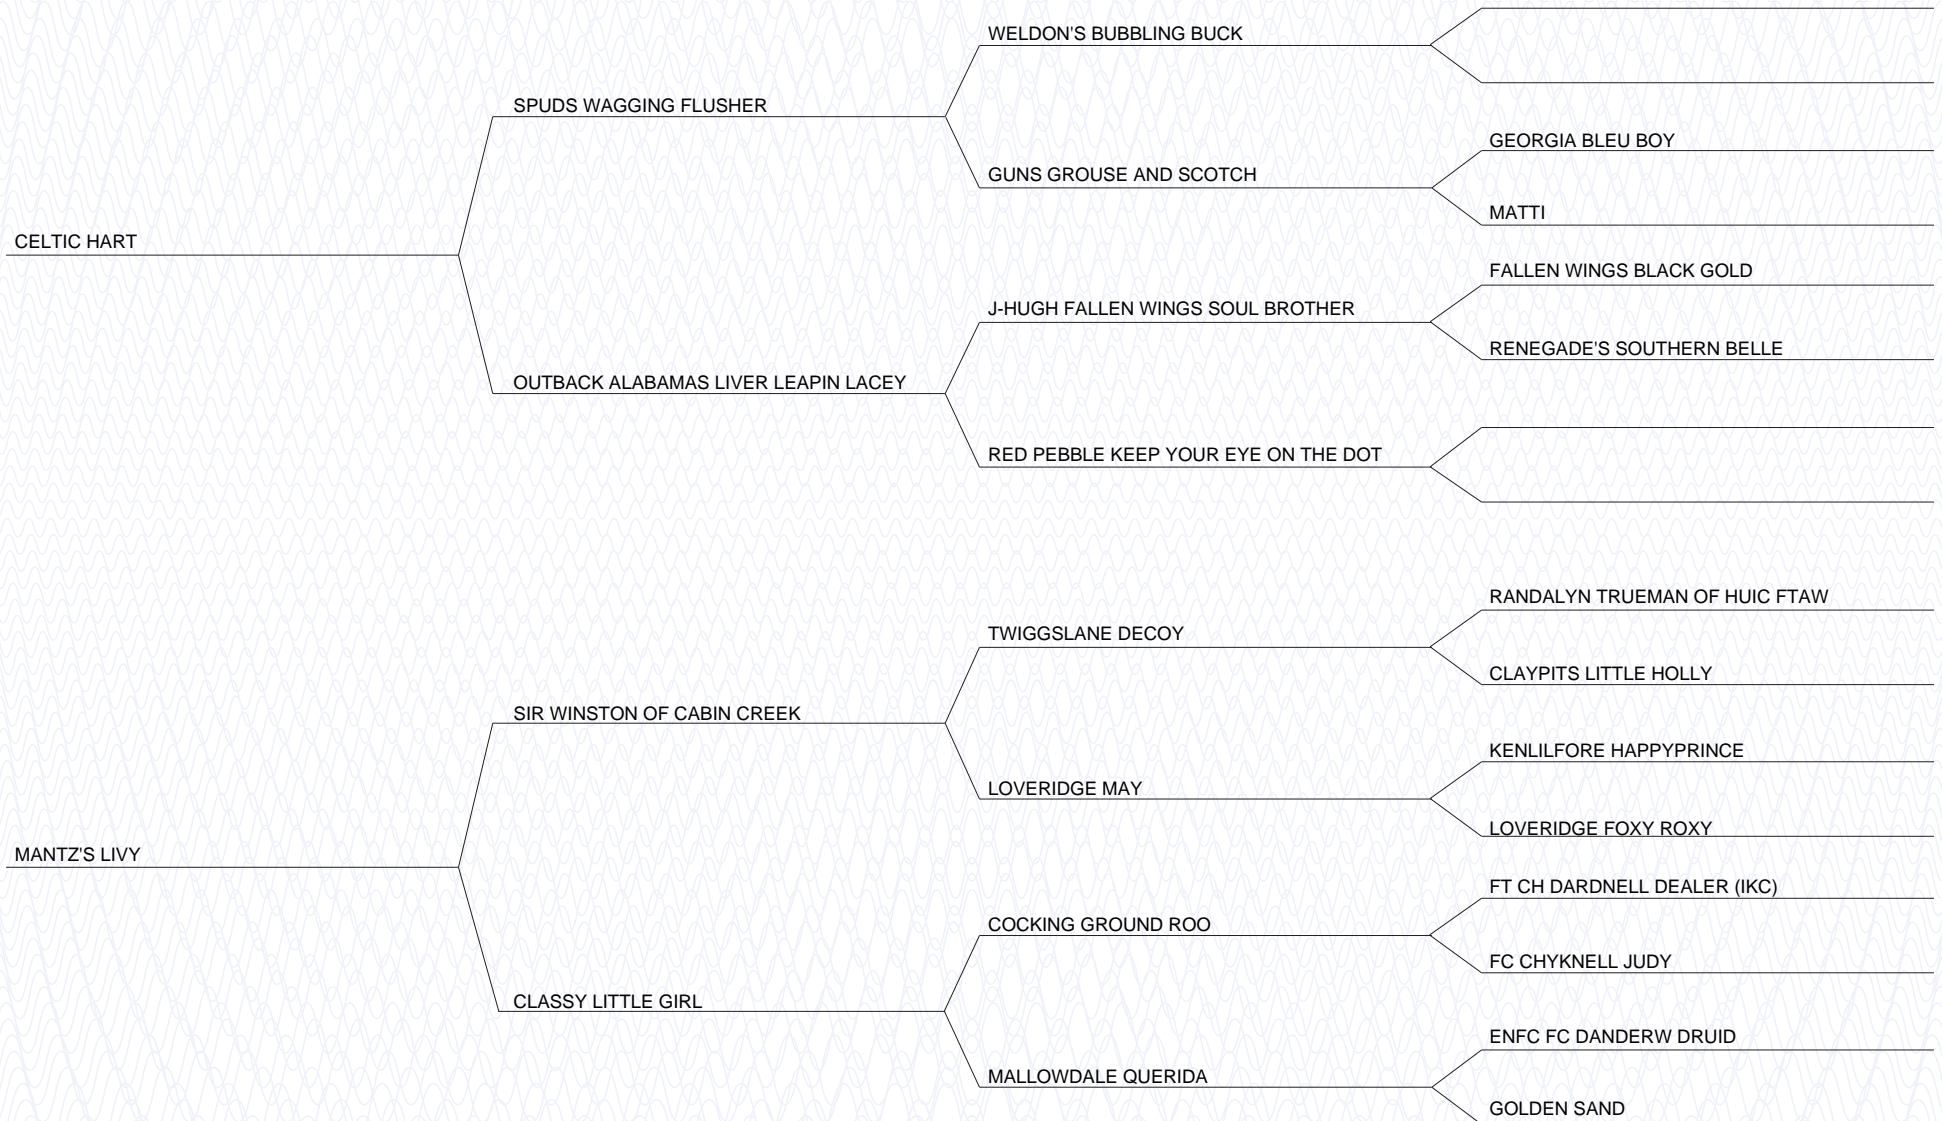 WELDON'S BUBBLING BUCK
SPUDS WAGGING FLUSHER
GEORGIA BLEU BOY
GUNS GROUSE AND SCOTCH
MATTI
CELTIC HART
FALLEN WINGS BLACK GOLD
J-HUGH FALLEN WINGS SOUL BROTHER
RENEGADE'S SOUTHERN BELLE
OUTBACK ALABAMAS LIVER LEAPIN LACEY
RED PEBBLE KEEP YOUR EYE ON THE DOT
RANDALYN TRUEMAN OF HUIC FTAW
TWIGGSLANE DECOY
CLAYPITS LITTLE HOLLY
SIR WINSTON OF CABIN CREEK
KENLILFORE HAPPYPRINCE
LOVERIDGE MAY
LOVERIDGE FOXY ROXY
MANTZ'S LIVY
FT CH DARDNELL DEALER (IKC)
COCKING GROUND ROO
FC CHYKNELL JUDY
CLASSY LITTLE GIRL
ENFC FC DANDERW DRUID
MALLOWDALE QUERIDA
GOLDEN SAND